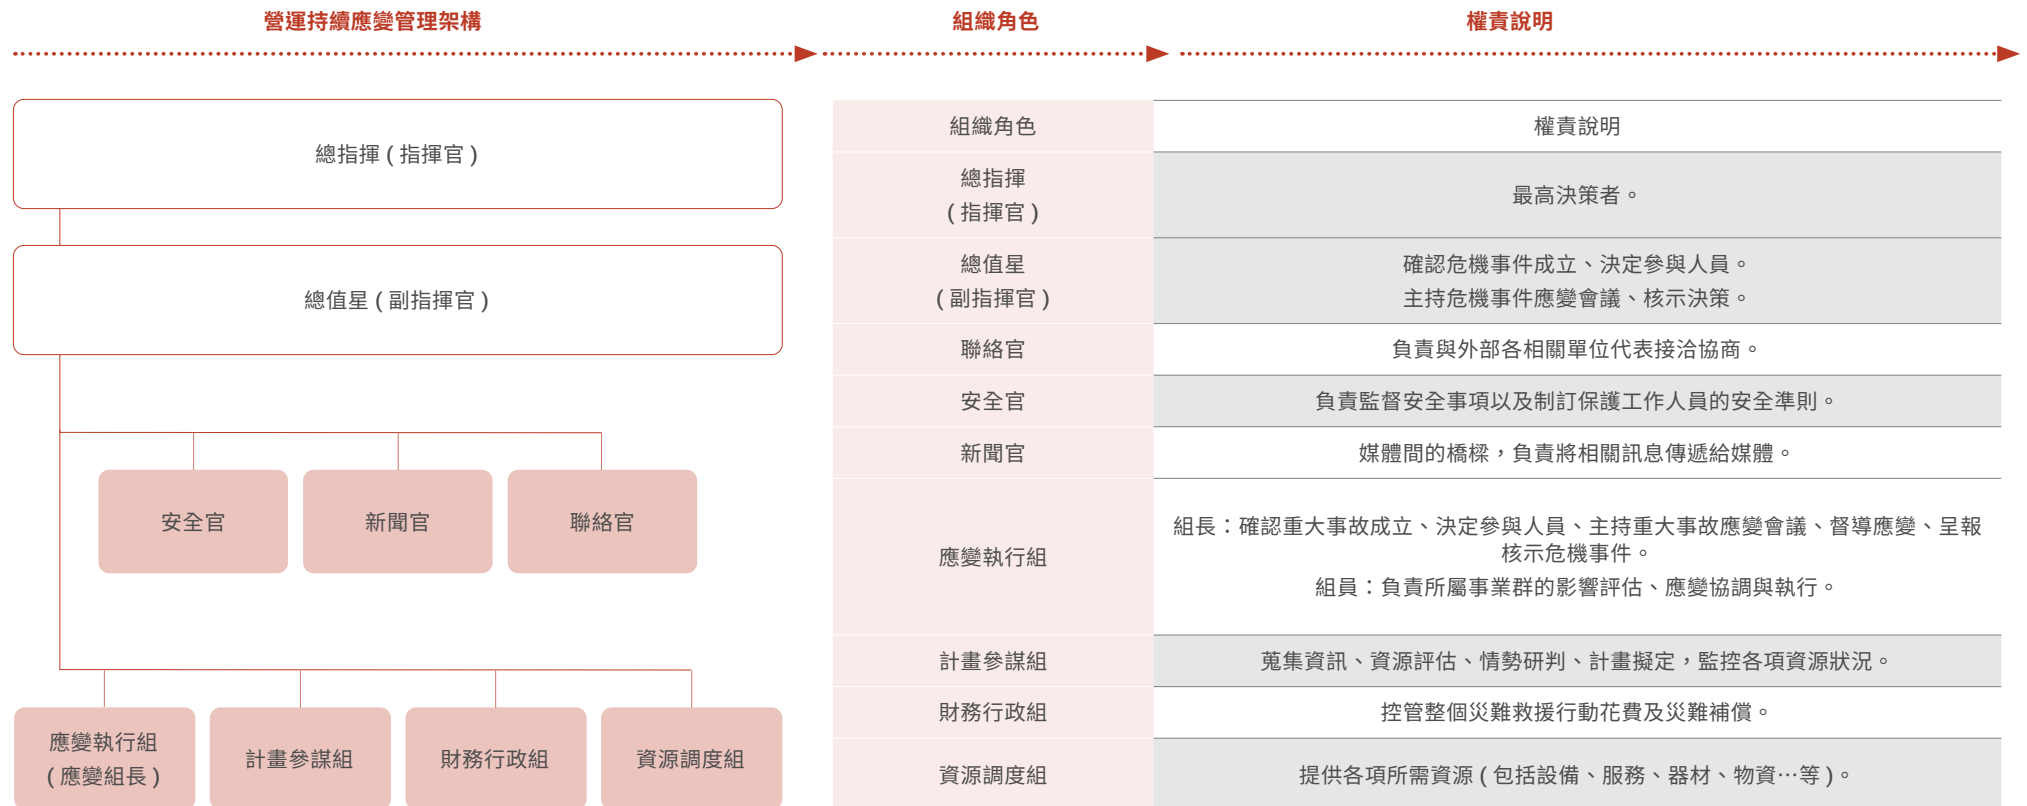 營運持續應變管理架構
組織角色
權責說明
總指揮 ( 指揮官 )
總值星 ( 副指揮官 )
安全官
新聞官
聯絡官
應變執行組
( 應變組長 )
計畫參謀組
財務行政組
資源調度組
組織角色
權責說明
總指揮
( 指揮官 )
最高決策者。
總值星
( 副指揮官 )
確認危機事件成立、決定參與人員。
主持危機事件應變會議、核示決策。
聯絡官
負責與外部各相關單位代表接洽協商。
安全官
負責監督安全事項以及制訂保護工作人員的安全準則。
新聞官
媒體間的橋樑，負責將相關訊息傳遞給媒體。
應變執行組
組長：確認重大事故成立、決定參與人員、主持重大事故應變會議、督導應變、呈報
核示危機事件。
組員：負責所屬事業群的影響評估、應變協調與執行。
計畫參謀組
蒐集資訊、資源評估、情勢研判、計畫擬定，監控各項資源狀況。
財務行政組
控管整個災難救援行動花費及災難補償。
資源調度組
提供各項所需資源 ( 包括設備、服務、器材、物資…等 )。